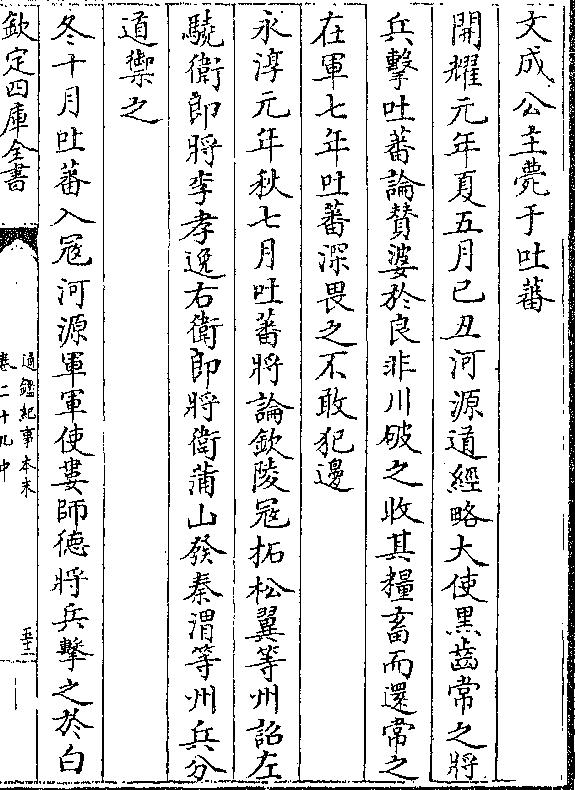 文成公主薨于吐蕃
開耀元年夏五月己丑河源道經略大使黑齒常之將
兵擊吐蕃論贊婆於良非川破之收其糧畜而還常之
在軍七年吐蕃深畏之不敢犯邊
永淳元年秋七月吐蕃將論欽陵寇拓松翼等州詔左
驍衛郎將李孝逸右衛郎將衛蒲山發秦渭等州兵分
道禦之
冬十月吐蕃入寇河源軍軍使婁師德將兵擊之於白
欽定四庫全書
通鑑紀事本末
卷二十九中